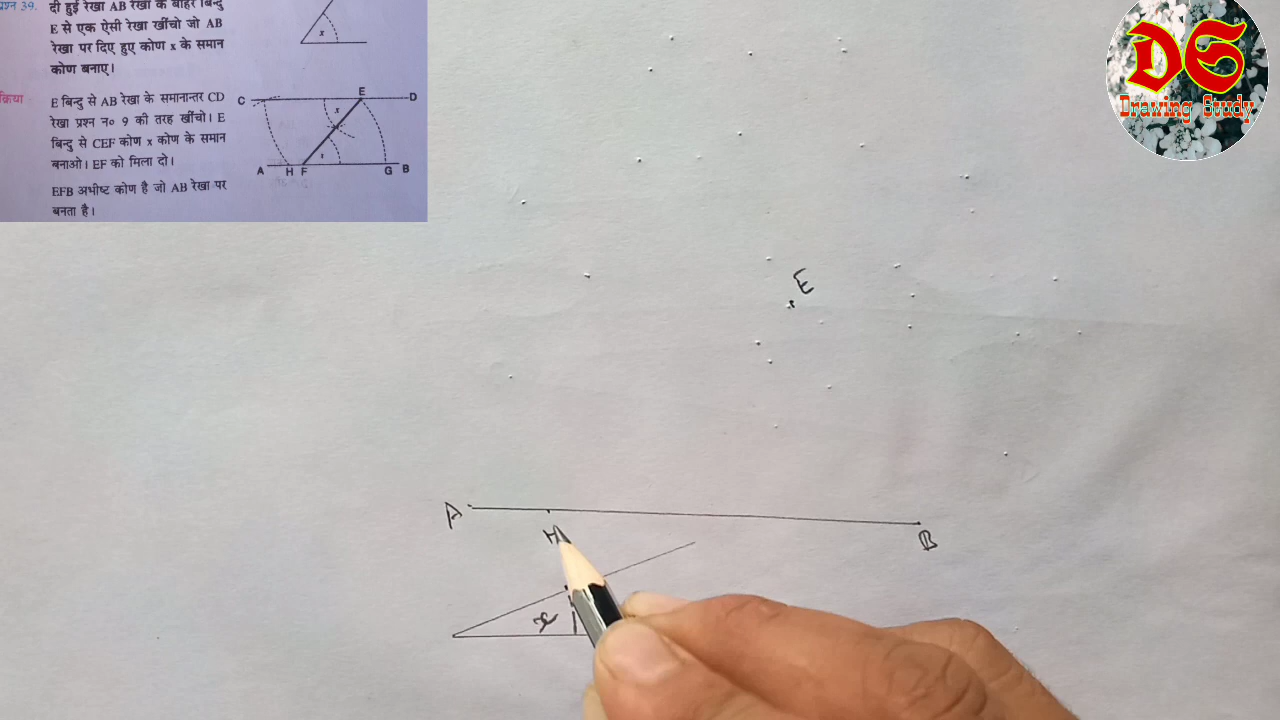 प्रश्न 39. दी हुई रेखा AB रेखा के बाहर बिन्दु
E से एक ऐसी रेखा खींचो जो AB
रेखा पर दिए हुए कोण x के समान
कोण बनाए।
x
क्रिया E बिन्दु से AB रेखा के समानान्तर CD
रेखा प्रश्न न० 9 की तरह खींचो। E
बिन्दु से CEF कोण x कोण के समान
बनाओ। EF को मिला दो।
EFB अभीष्ट कोण है जो AB रेखा पर
बनता है।
E
C D
x
A H F G B
DS
Drawing Study
E
A B
H
x